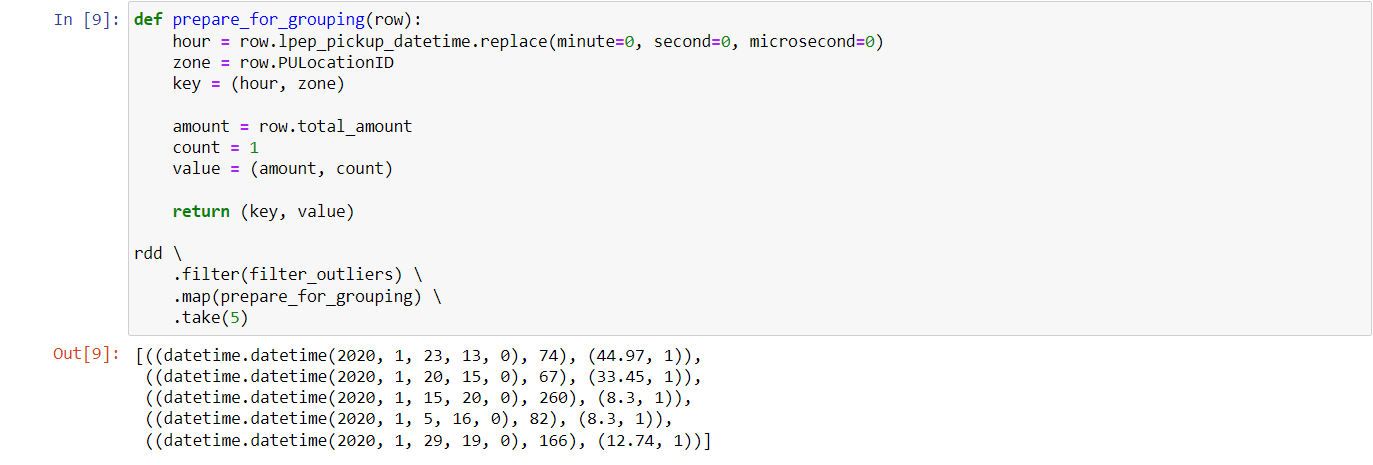 In [9]: def prepare_for_grouping(row):
    hour = row.lpep_pickup_datetime.replace(minute=0, second=0, microsecond=0)
    zone = row.PULocationID
    key = (hour, zone)

    amount = row.total_amount
    count = 1
    value = (amount, count)

    return (key, value)

rdd \
    .filter(filter_outliers) \
    .map(prepare_for_grouping) \
    .take(5)
Out[9]: [((datetime.datetime(2020, 1, 23, 13, 0), 74), (44.97, 1)),
 ((datetime.datetime(2020, 1, 20, 15, 0), 67), (33.45, 1)),
 ((datetime.datetime(2020, 1, 15, 20, 0), 260), (8.3, 1)),
 ((datetime.datetime(2020, 1, 5, 16, 0), 82), (8.3, 1)),
 ((datetime.datetime(2020, 1, 29, 19, 0), 166), (12.74, 1))]